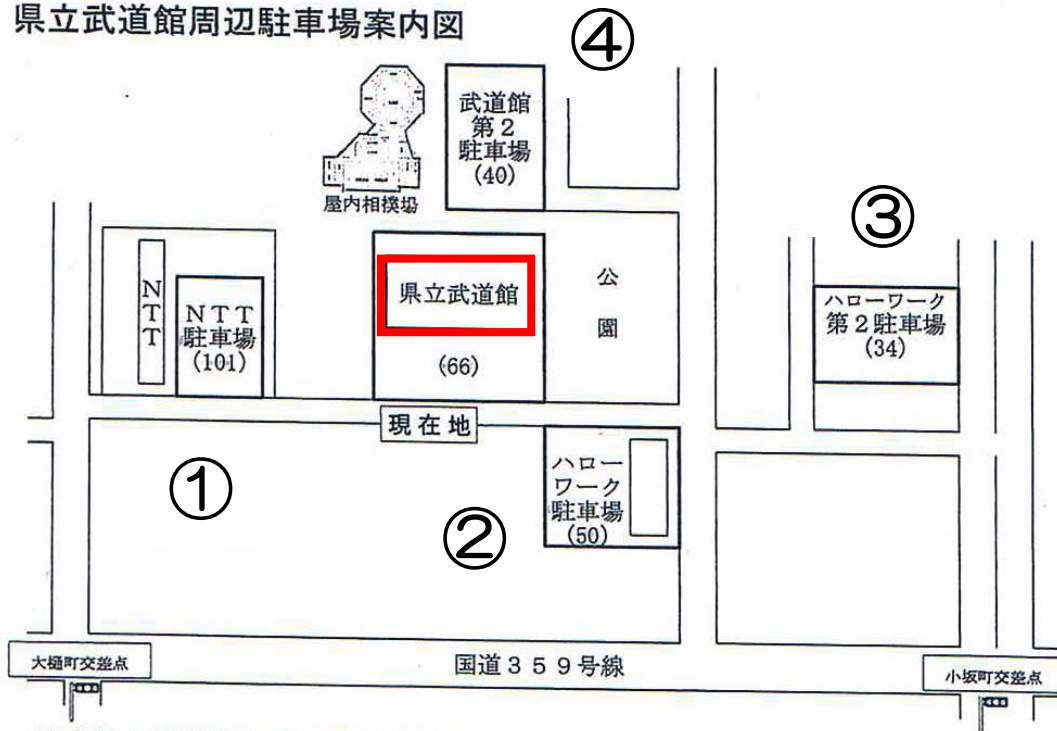 県立武道館周辺駐車場案内図
④
武道館
第2
駐車場
(40)
屋内相撲場
③
NTT
NTT
駐車場
(101)
県立武道館
(66)
公
園
ハローワーク
第2駐車場
(34)
現在地
①
②
ハロー
ワーク
駐車場
(50)
大樋町交差点
国道359号線
小坂町交差点